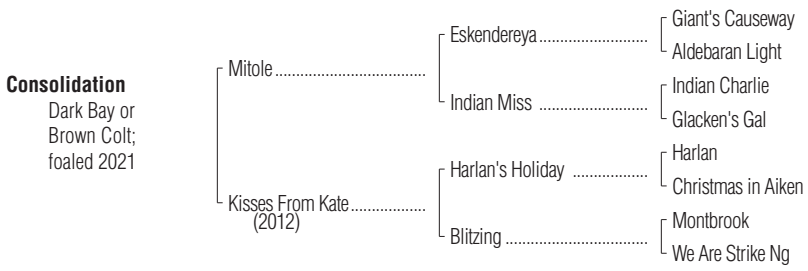 Giant's Causeway
Eskendereya
Aldebaran Light
Mitole
Indian Charlie
Indian Miss
Glacken's Gal
Consolidation
Dark Bay or
Brown Colt;
foaled 2021
Harlan
Harlan's Holiday
Christmas in Aiken
Kisses From Kate
(2012)
Montbrook
Blitzing
We Are Strike Ng